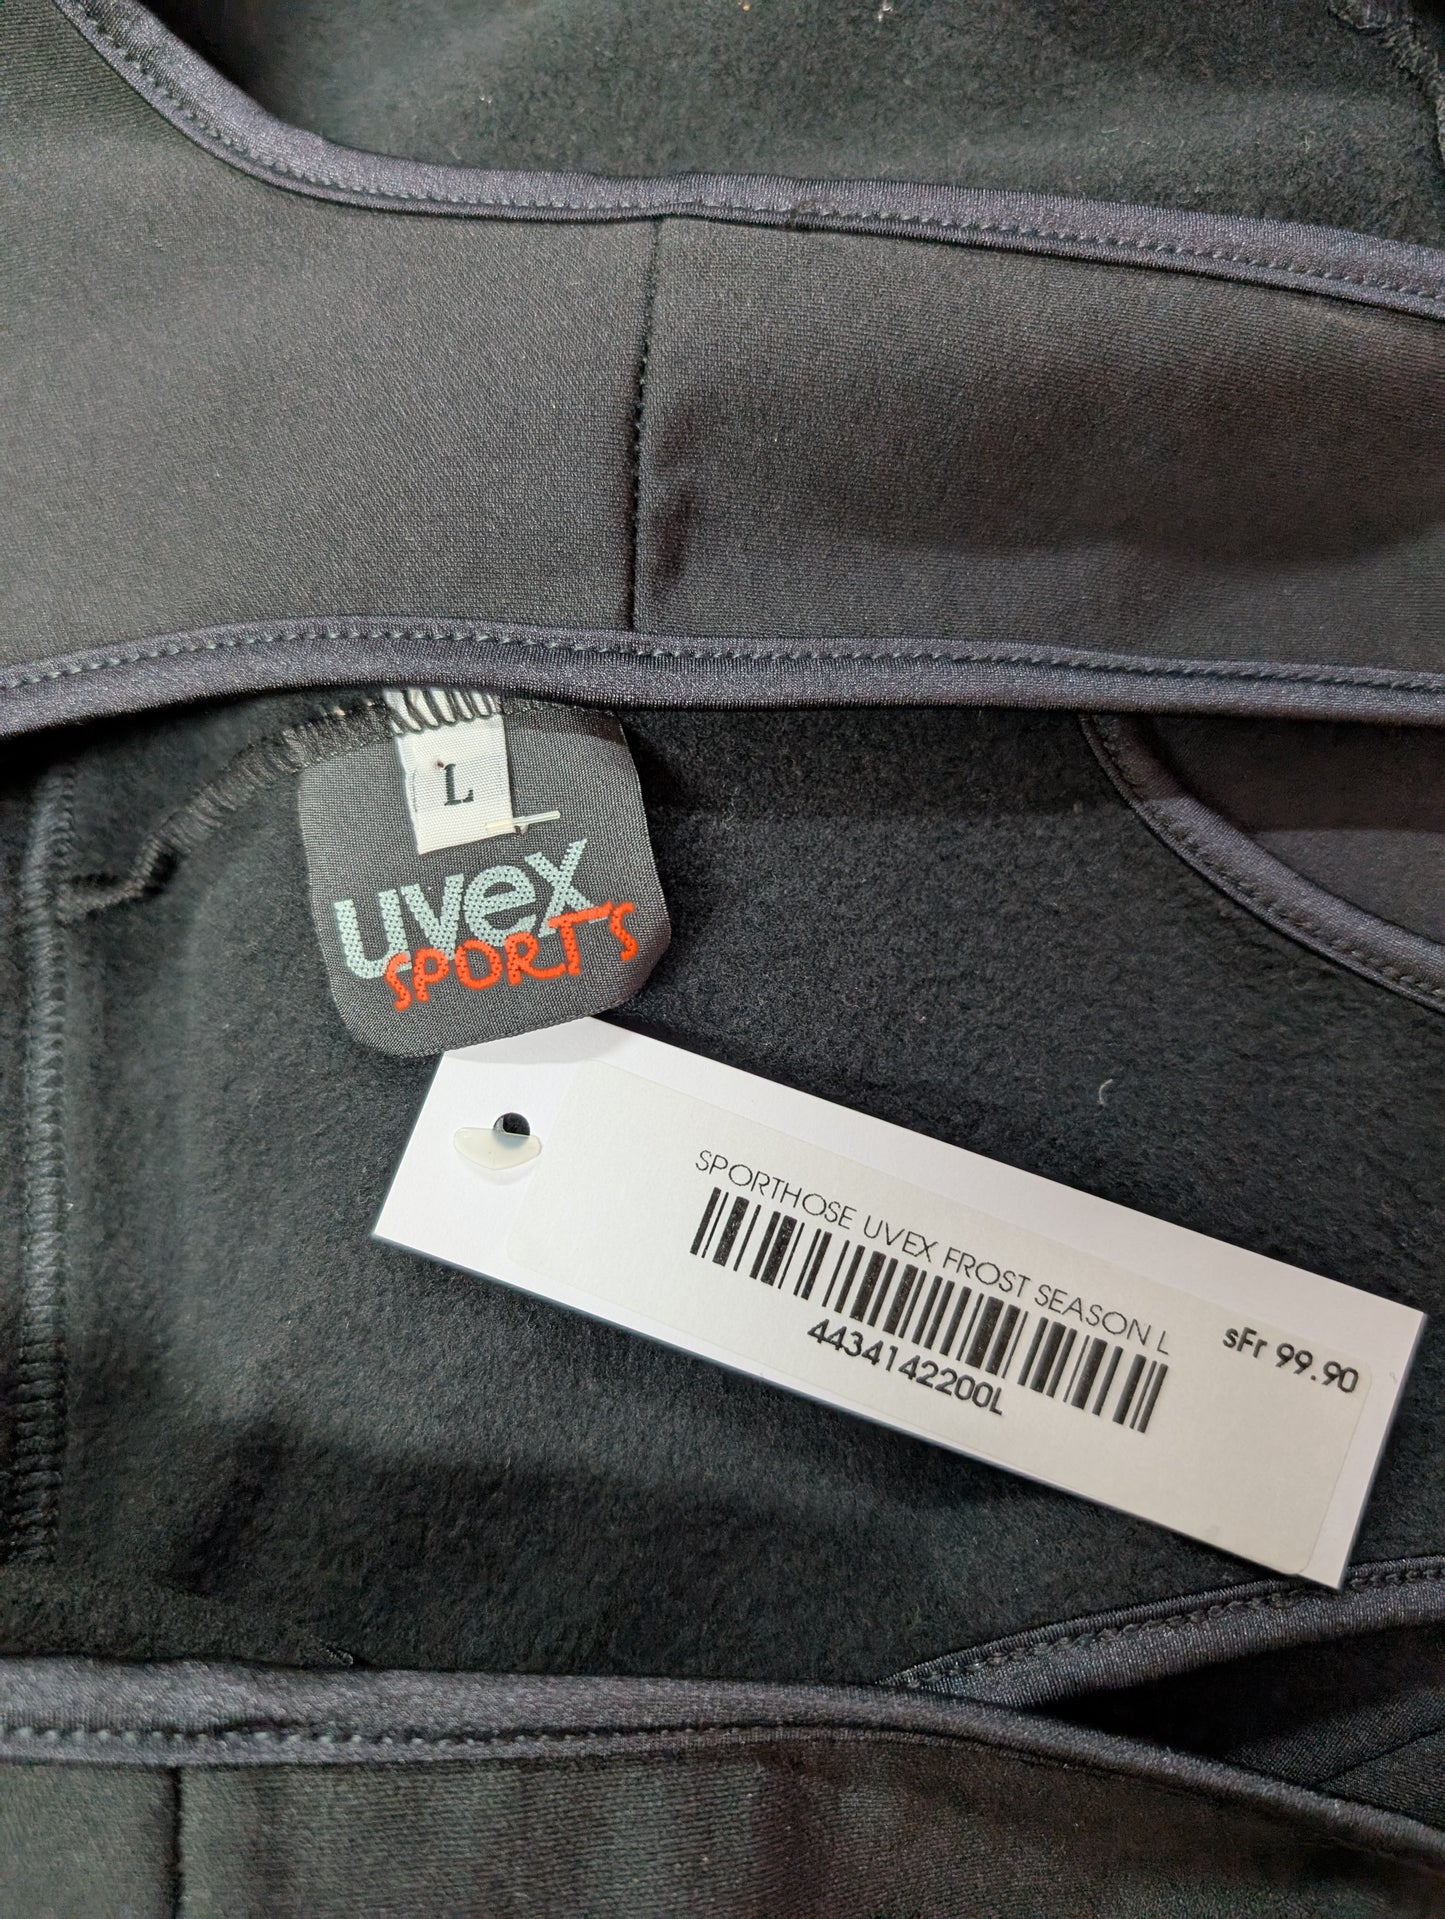 L
uvex
SPORTS
SPORTHOSE UVEX FROST SEASON L
sFr 99.90
4434142200L